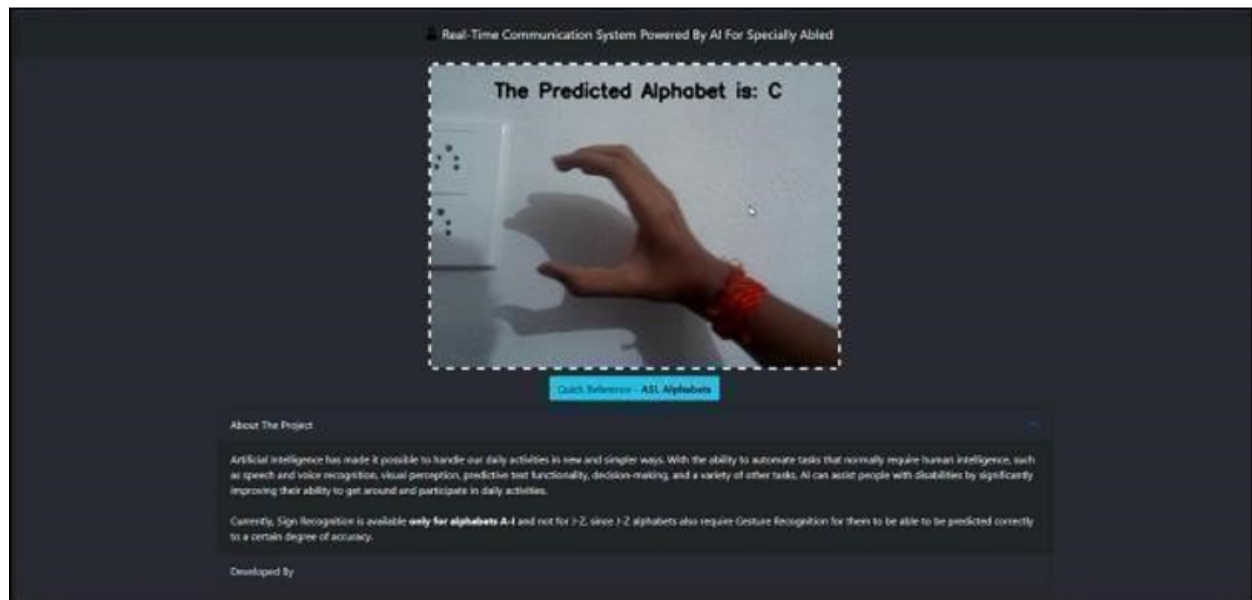 Real-Time Communication System Powered By AI For Specially Abled
The Predicted Alphabet is: C
Quick Reference - ASL Alphabets
About The Project
Artificial Intelligence has made it possible to handle our daily activities in new and simpler ways. With the ability to automate tasks that normally require human intelligence, such
as speech and voice recognition, visual perception, predictive text functionality, decision-making, and a variety of other tasks, AI can assist people with disabilities by significantly
improving their ability to get around and participate in daily activities.
Currently, Sign Recognition is available only for alphabets A-I and not for J-Z, since J-Z alphabets also require Gesture Recognition for them to be able to be predicted correctly
to a certain degree of accuracy.
Developed By